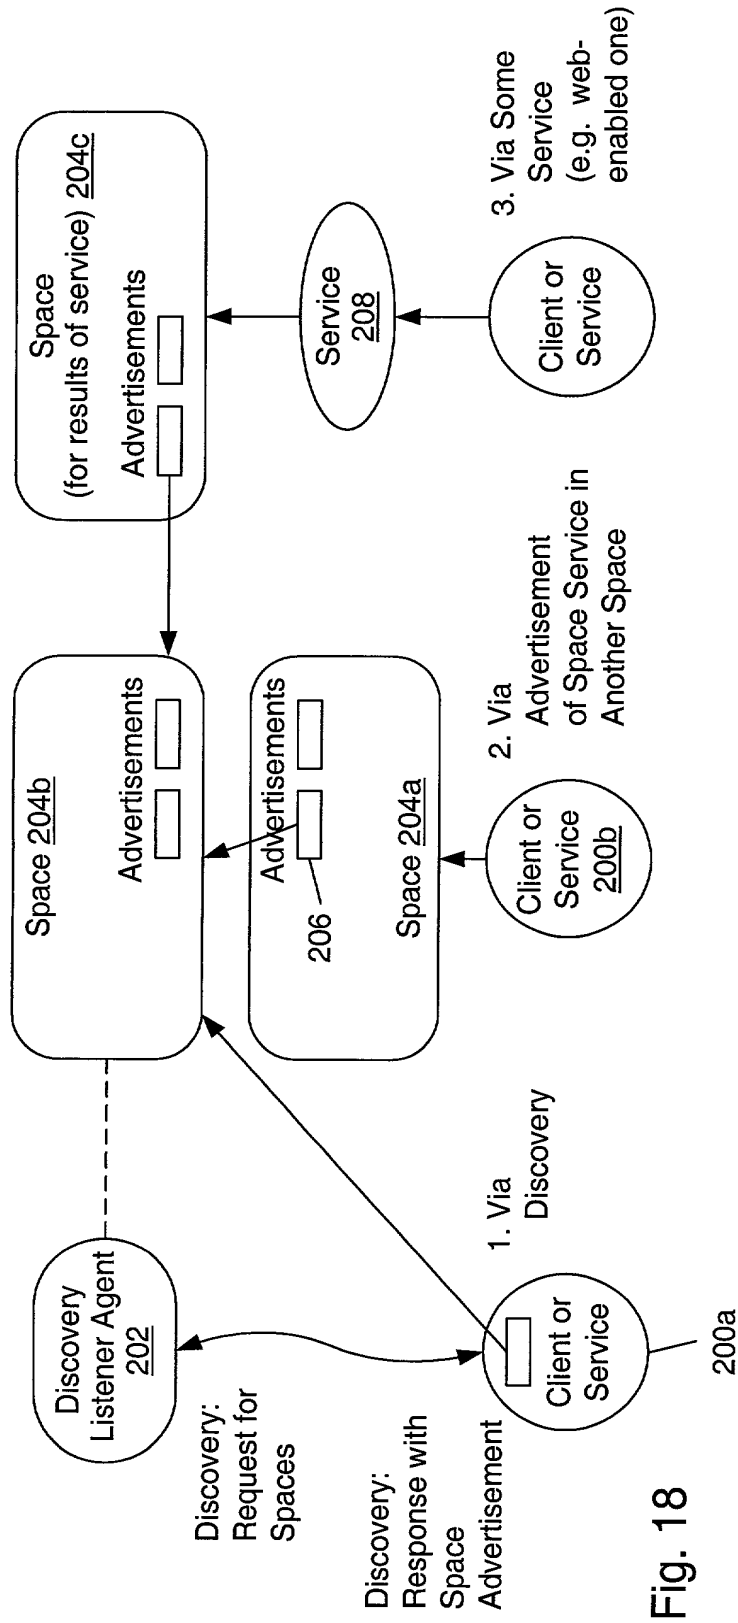 Discovery
Listener Agent
202
Discovery:
Request for
Spaces
Discovery:
Response with
Space
Advertisement
Client or
Service
200a
1. Via
Discovery
Space 204b
Advertisements
Advertisements
206
Space 204a
Client or
Service
200b
2. Via
Advertisement
of Space Service in
Another Space
Space
(for results of service) 204c
Advertisements
Service
208
Client or
Service
3. Via Some
Service
(e.g. web-
enabled one)
Fig. 18